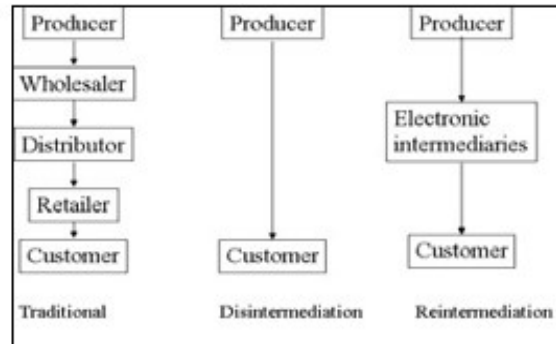 Producer
Wholesaler
Distributor
Retailer
Customer
Traditional
Producer
Customer
Disintermediation
Producer
Electronic
intermediaries
Customer
Reintermediation